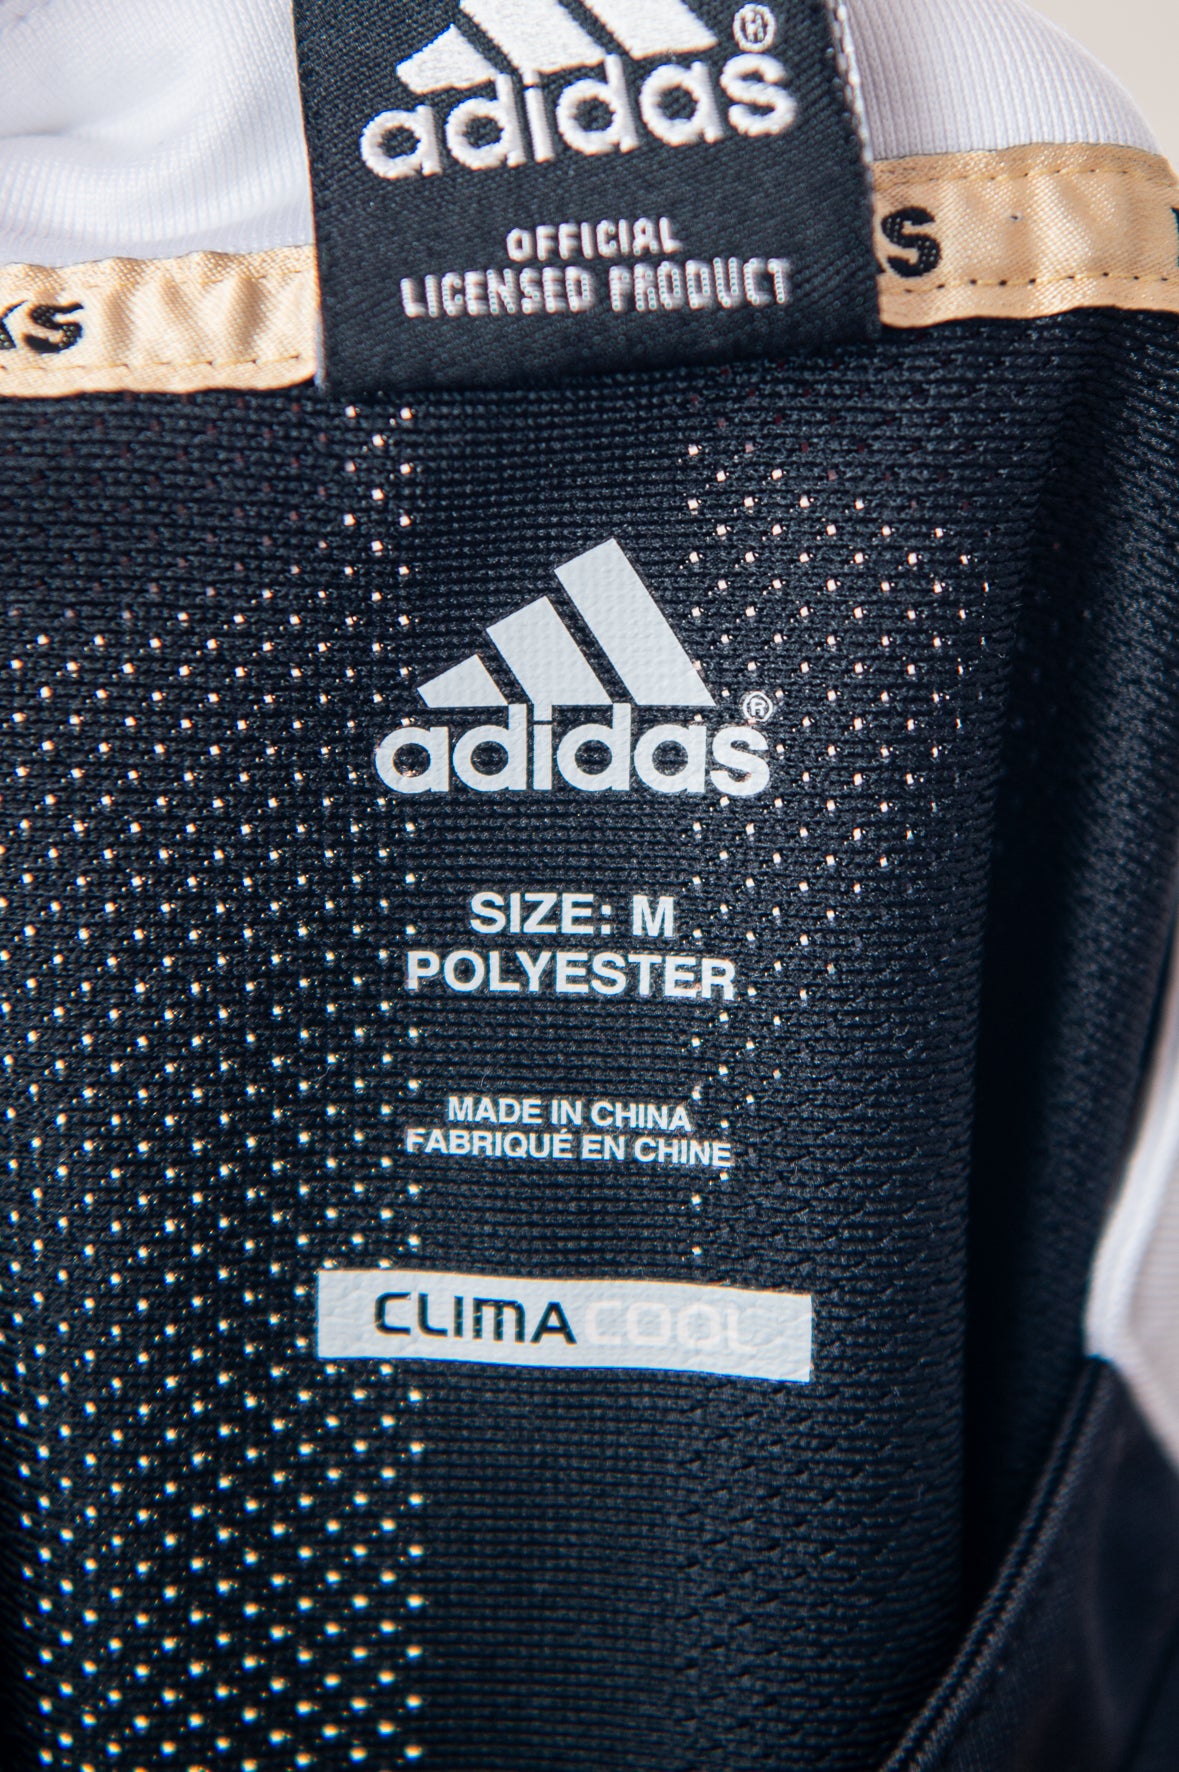 adidas®
OFFICIAL
LICENSED PRODUCT
adidas®
SIZE: M
POLYESTER
MADE IN CHINA
FABRIQUÉ EN CHINE
CLIMACOOL